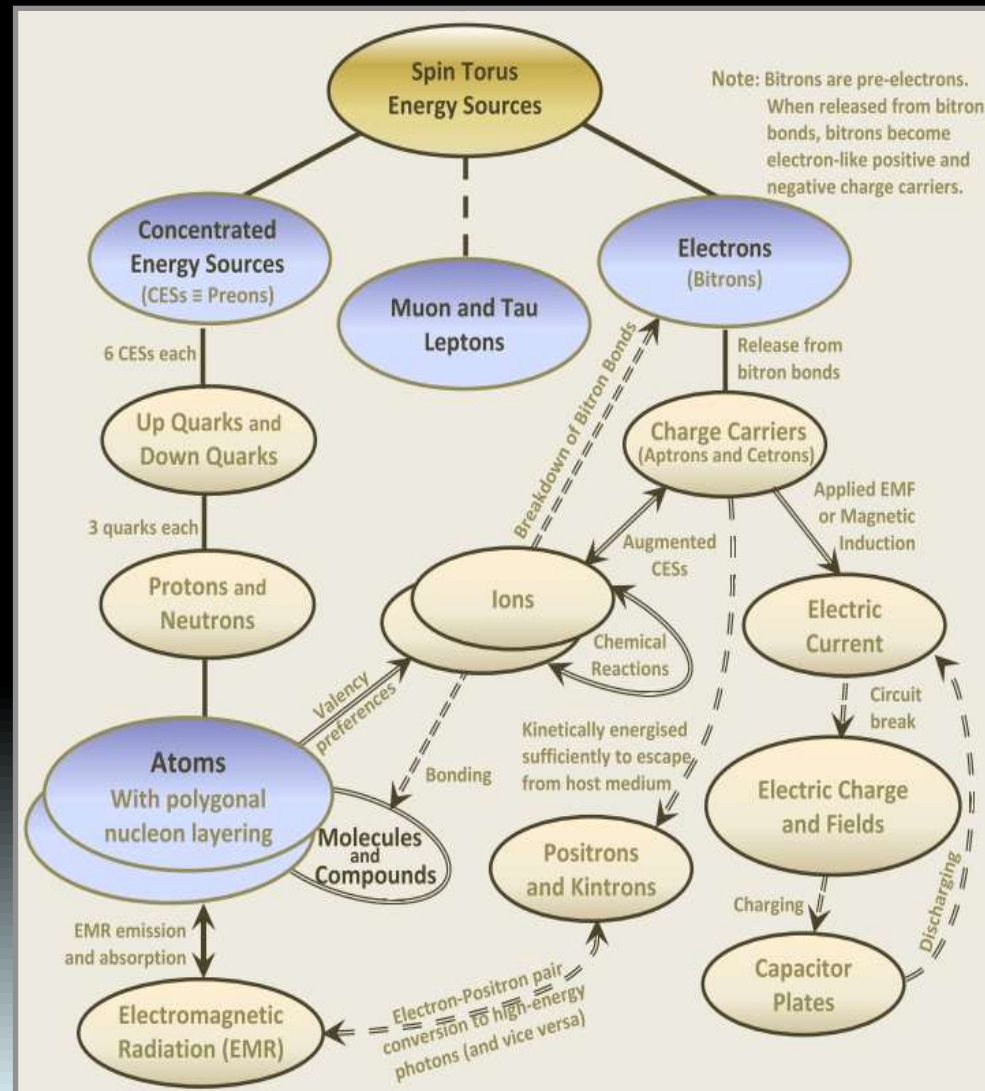 Spin Torus
Energy Sources
Note: Bitrons are pre-electrons.
When released from bitron
bonds, bitrons become
electron-like positive and
negative charge carriers.
Concentrated
Energy Sources
(CESs ≡ Preons)
Muon and Tau
Leptons
Electrons
(Bitrons)
6 CESs each
Release from
bitron bonds
Breakdown of Bitron Bonds
Up Quarks and
Down Quarks
Charge Carriers
(Aptrons and Cetrons)
3 quarks each
Applied EMF
or Magnetic
Induction
Augmented
CESs
Protons and
Neutrons
Ions
Electric
Current
Chemical
Reactions
Valency
preferences
Circuit
break
Kinetically energised
sufficiently to escape
from host medium
Bonding
Atoms
With polygonal
nucleon layering
Electric Charge
and Fields
Molecules
and
Compounds
Positrons
and Kintrons
Charging
Discharging
EMR emission
and absorption
Capacitor
Plates
Electron-Positron pair
conversion to high-energy
photons (and vice versa)
Electromagnetic
Radiation (EMR)